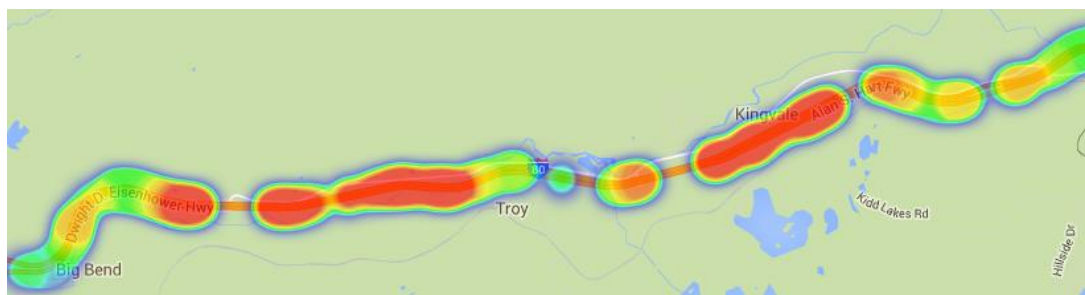 Kingvale
Alan S. Hart Fwy
80
Dwight D. Eisenhower Hwy
Troy
Kidd Lakes Rd
Hillside Dr
Big Bend